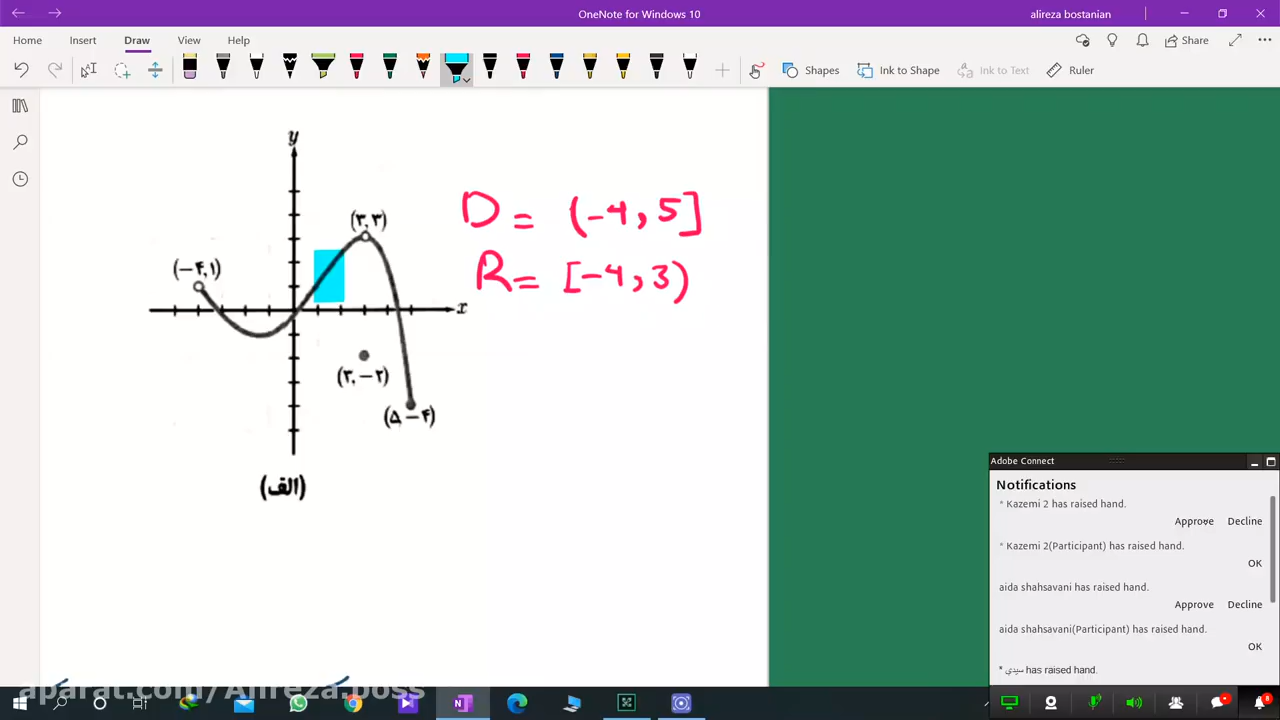 OneNote for Windows 10
alireza bostanian
Home
Insert
Draw
View
Help
Share
Shapes
Ink to Shape
Ink to Text
Ruler
y
(۳,۳)
(-۴,۱)
x
(۳,-۲)
(۵,-۴)
(الف)
D = (-4, 5]
R = [-4, 3)
Adobe Connect
Notifications
* Kazemi 2 has raised hand.
Approve Decline
* Kazemi 2(Participant) has raised hand.
OK
aida shahsavani has raised hand.
Approve Decline
aida shahsavani(Participant) has raised hand.
OK
* سیدي has raised hand.
aparat.com/Alireza.boss
8